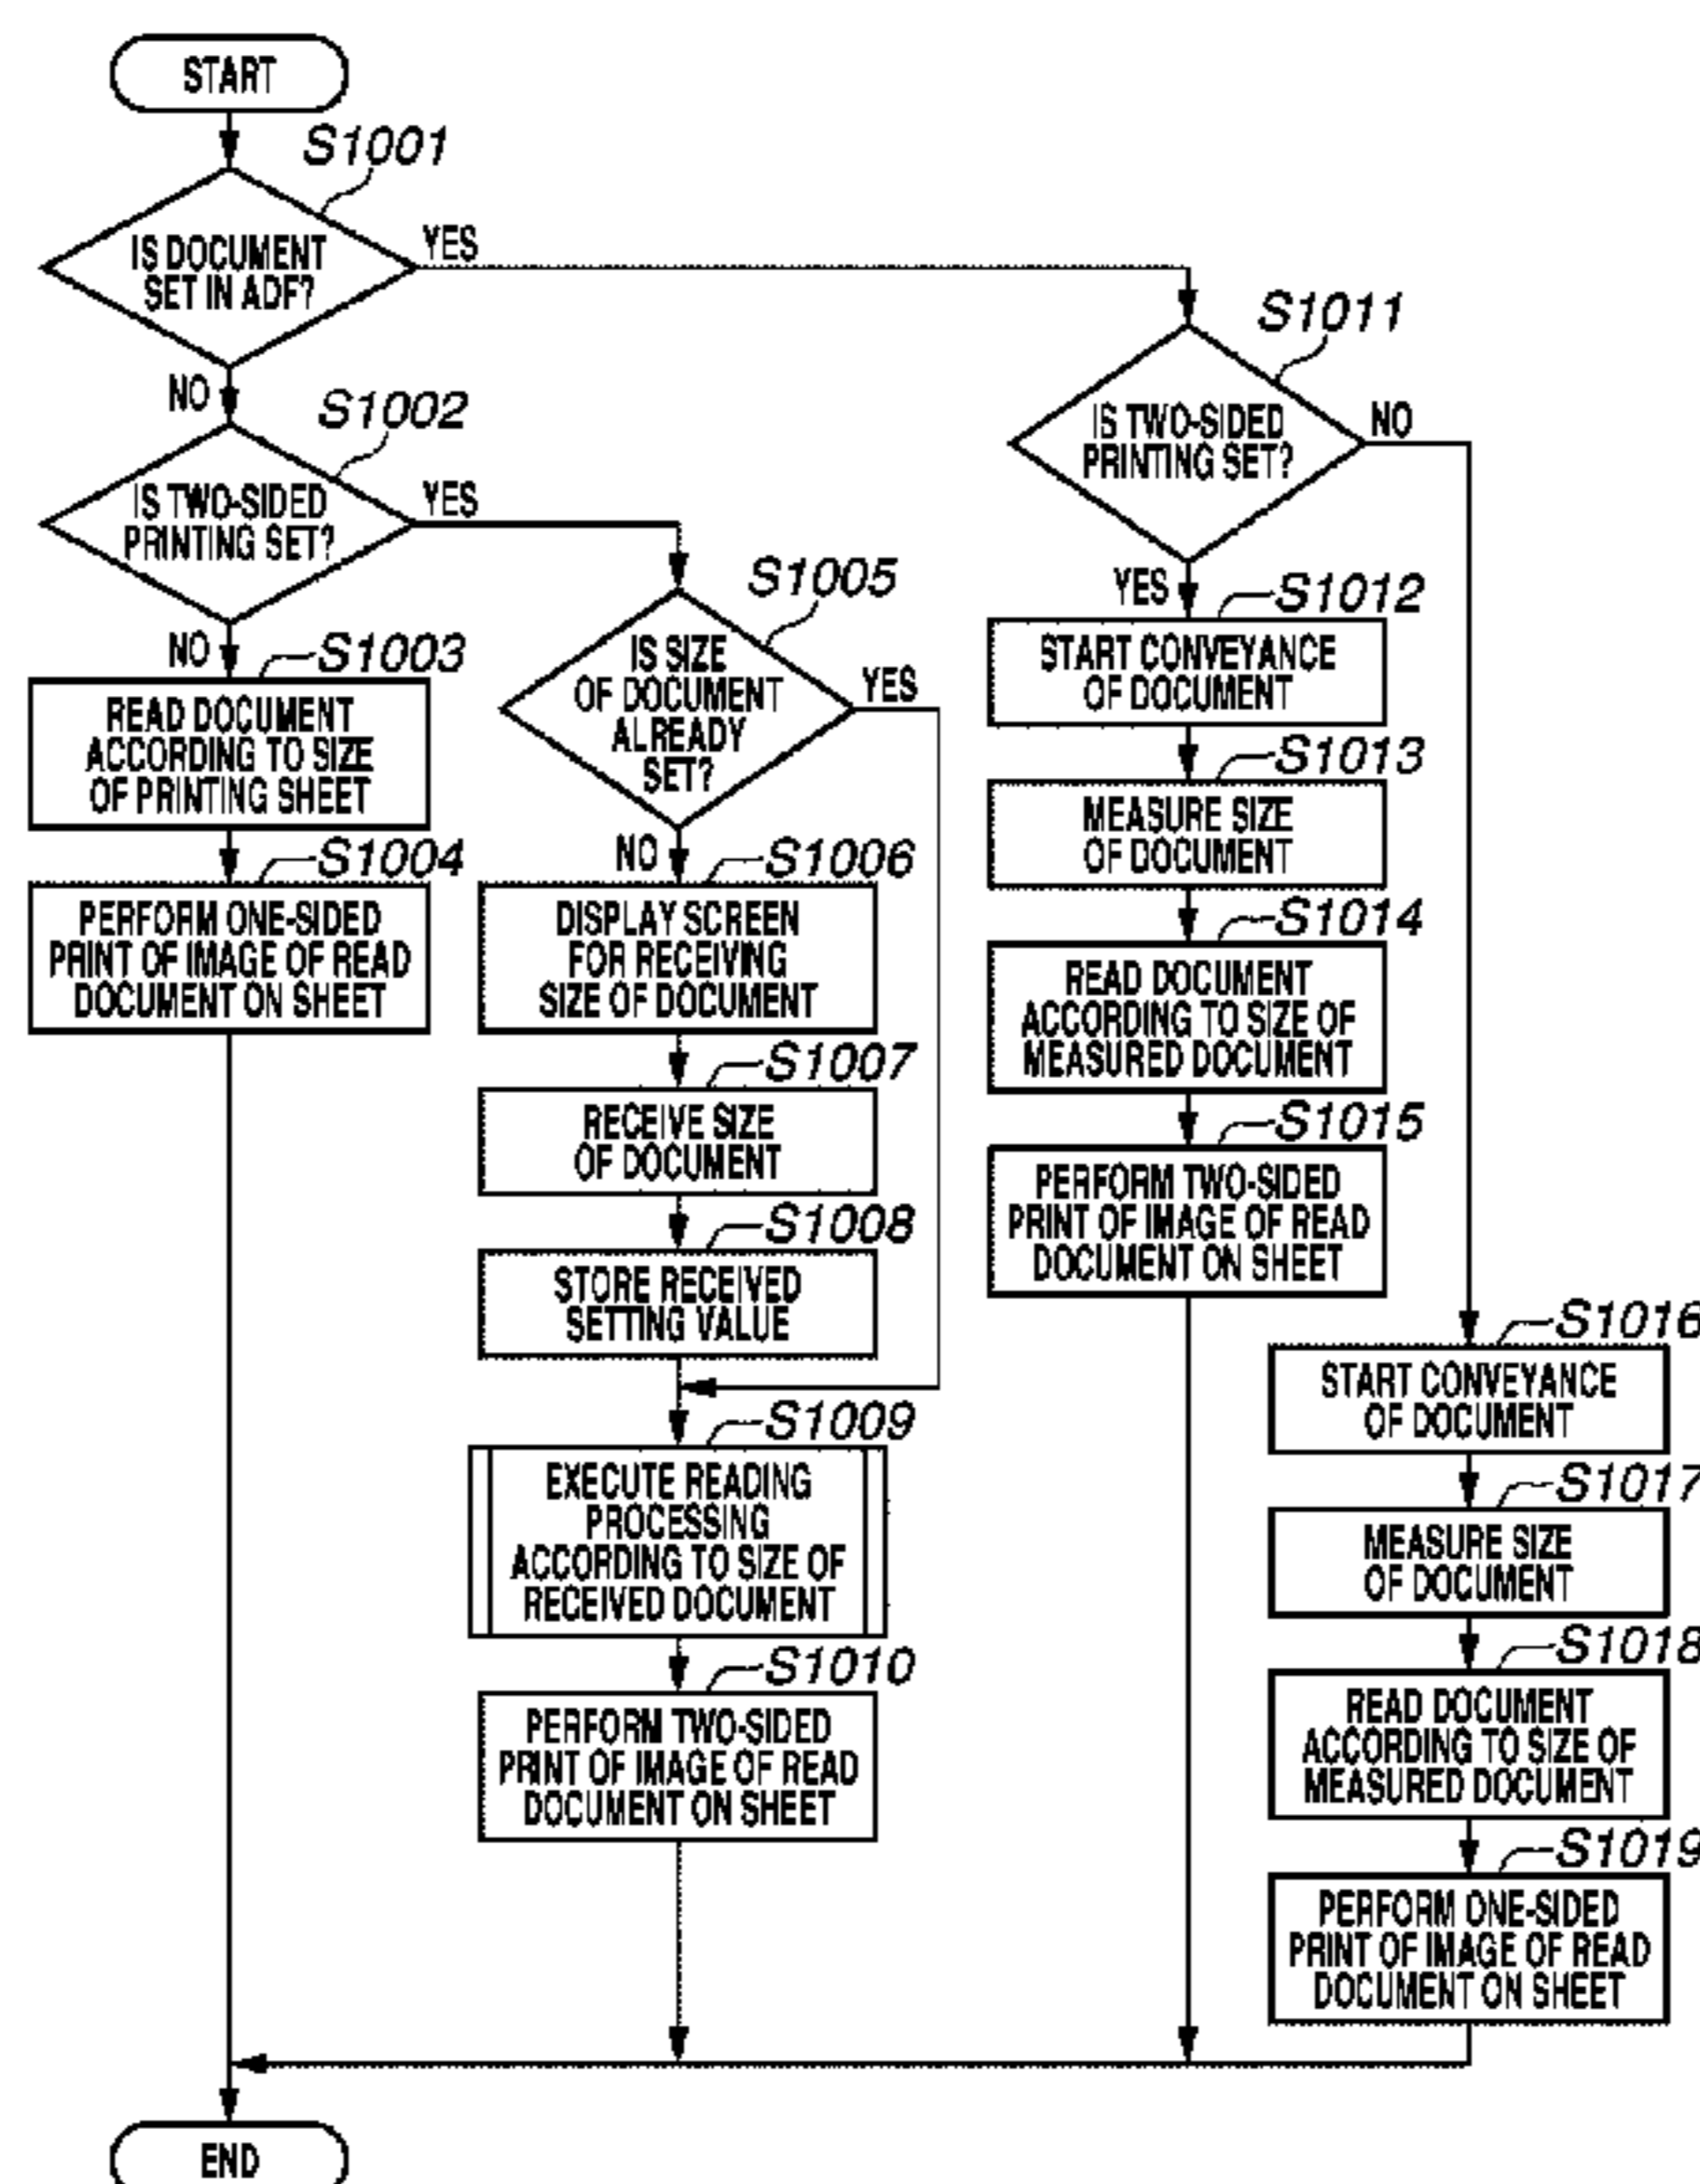 START
S1001
IS DOCUMENT
SET IN ADF?
YES
NO
S1002
IS TWO-SIDED
PRINTING SET?
YES
NO
S1003
READ DOCUMENT
ACCORDING TO SIZE
OF PRINTING SHEET
S1004
PERFORM ONE-SIDED
PRINT OF IMAGE OF READ
DOCUMENT ON SHEET
S1005
IS SIZE
OF DOCUMENT
ALREADY
SET?
YES
NO
S1006
DISPLAY SCREEN
FOR RECEIVING
SIZE OF DOCUMENT
S1007
RECEIVE SIZE
OF DOCUMENT
S1008
STORE RECEIVED
SETTING VALUE
S1009
EXECUTE READING
PROCESSING
ACCORDING TO SIZE OF
RECEIVED DOCUMENT
S1010
PERFORM TWO-SIDED
PRINT OF IMAGE OF READ
DOCUMENT ON SHEET
S1011
IS TWO-SIDED
PRINTING SET?
NO
YES
S1012
START CONVEYANCE
OF DOCUMENT
S1013
MEASURE SIZE
OF DOCUMENT
S1014
READ DOCUMENT
ACCORDING TO SIZE OF
MEASURED DOCUMENT
S1015
PERFORM TWO-SIDED
PRINT OF IMAGE OF READ
DOCUMENT ON SHEET
S1016
START CONVEYANCE
OF DOCUMENT
S1017
MEASURE SIZE
OF DOCUMENT
S1018
READ DOCUMENT
ACCORDING TO SIZE OF
MEASURED DOCUMENT
S1019
PERFORM ONE-SIDED
PRINT OF IMAGE OF READ
DOCUMENT ON SHEET
END